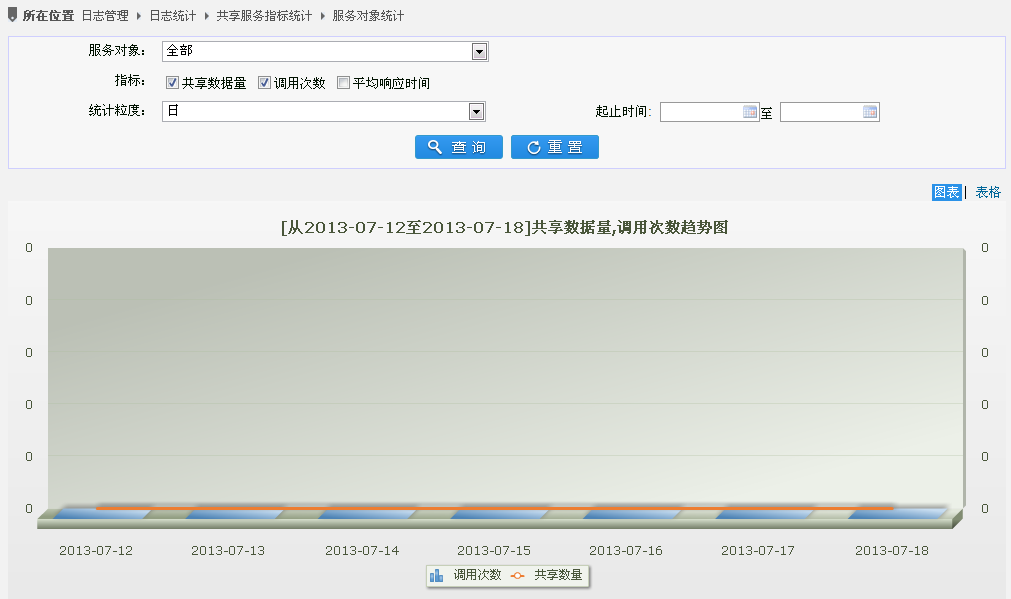 所在位置 日志管理 日志统计 共享服务指标统计 服务对象统计
服务对象： 全部
指标： 共享数据量 调用次数 平均响应时间
统计粒度： 日 起止时间: 至
查 询 重 置
图表 | 表格
[从2013-07-12至2013-07-18]共享数据量,调用次数趋势图
0 0
0 0
0 0
0 0
0 0
0 0
2013-07-12 2013-07-13 2013-07-14 2013-07-15 2013-07-16 2013-07-17 2013-07-18
调用次数 共享数量